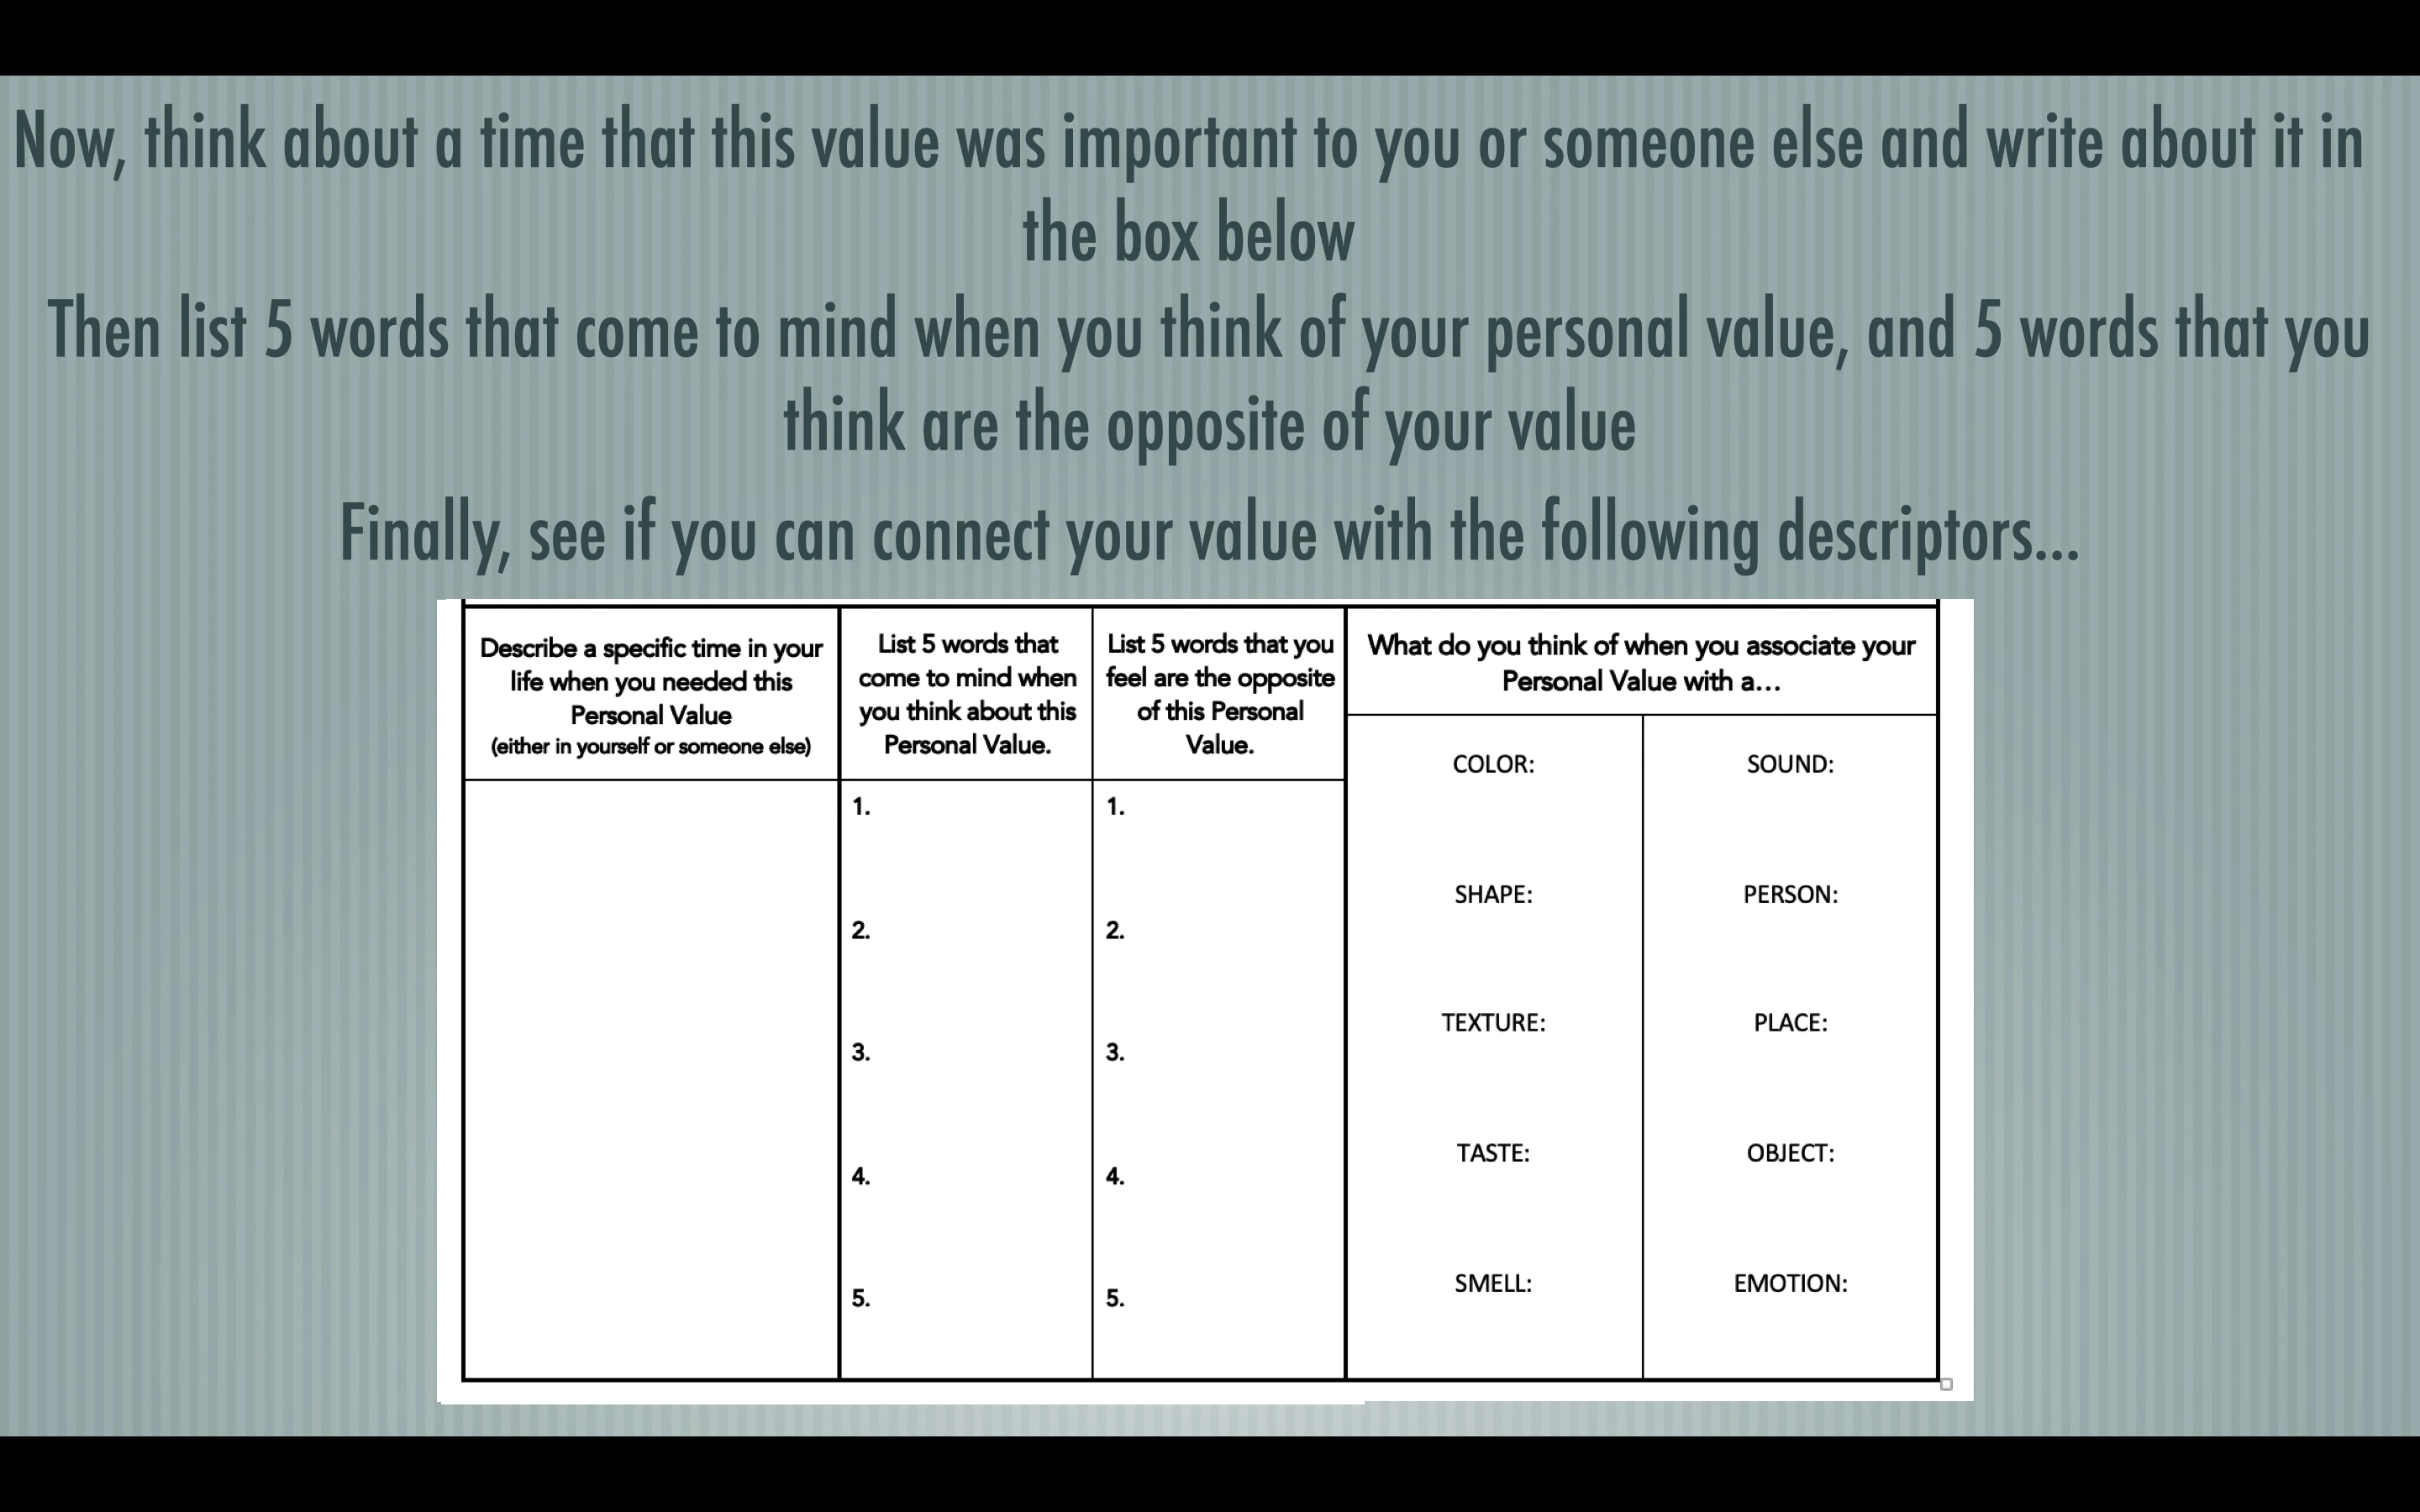 Now, think about a time that this value was important to you or someone else and write about it in
the box below
Then list 5 words that come to mind when you think of your personal value, and 5 words that you
think are the opposite of your value
Finally, see if you can connect your value with the following descriptors...
Describe a specific time in your
life when you needed this
Personal Value
(either in yourself or someone else)
List 5 words that
come to mind when
you think about this
Personal Value.
1.
2.
3.
4.
5.
List 5 words that you
feel are the opposite
of this Personal
Value.
1.
2.
3.
4.
5.
What do you think of when you associate your
Personal Value with a...
COLOR:
SHAPE:
TEXTURE:
TASTE:
SMELL:
SOUND:
PERSON:
PLACE:
OBJECT:
EMOTION: